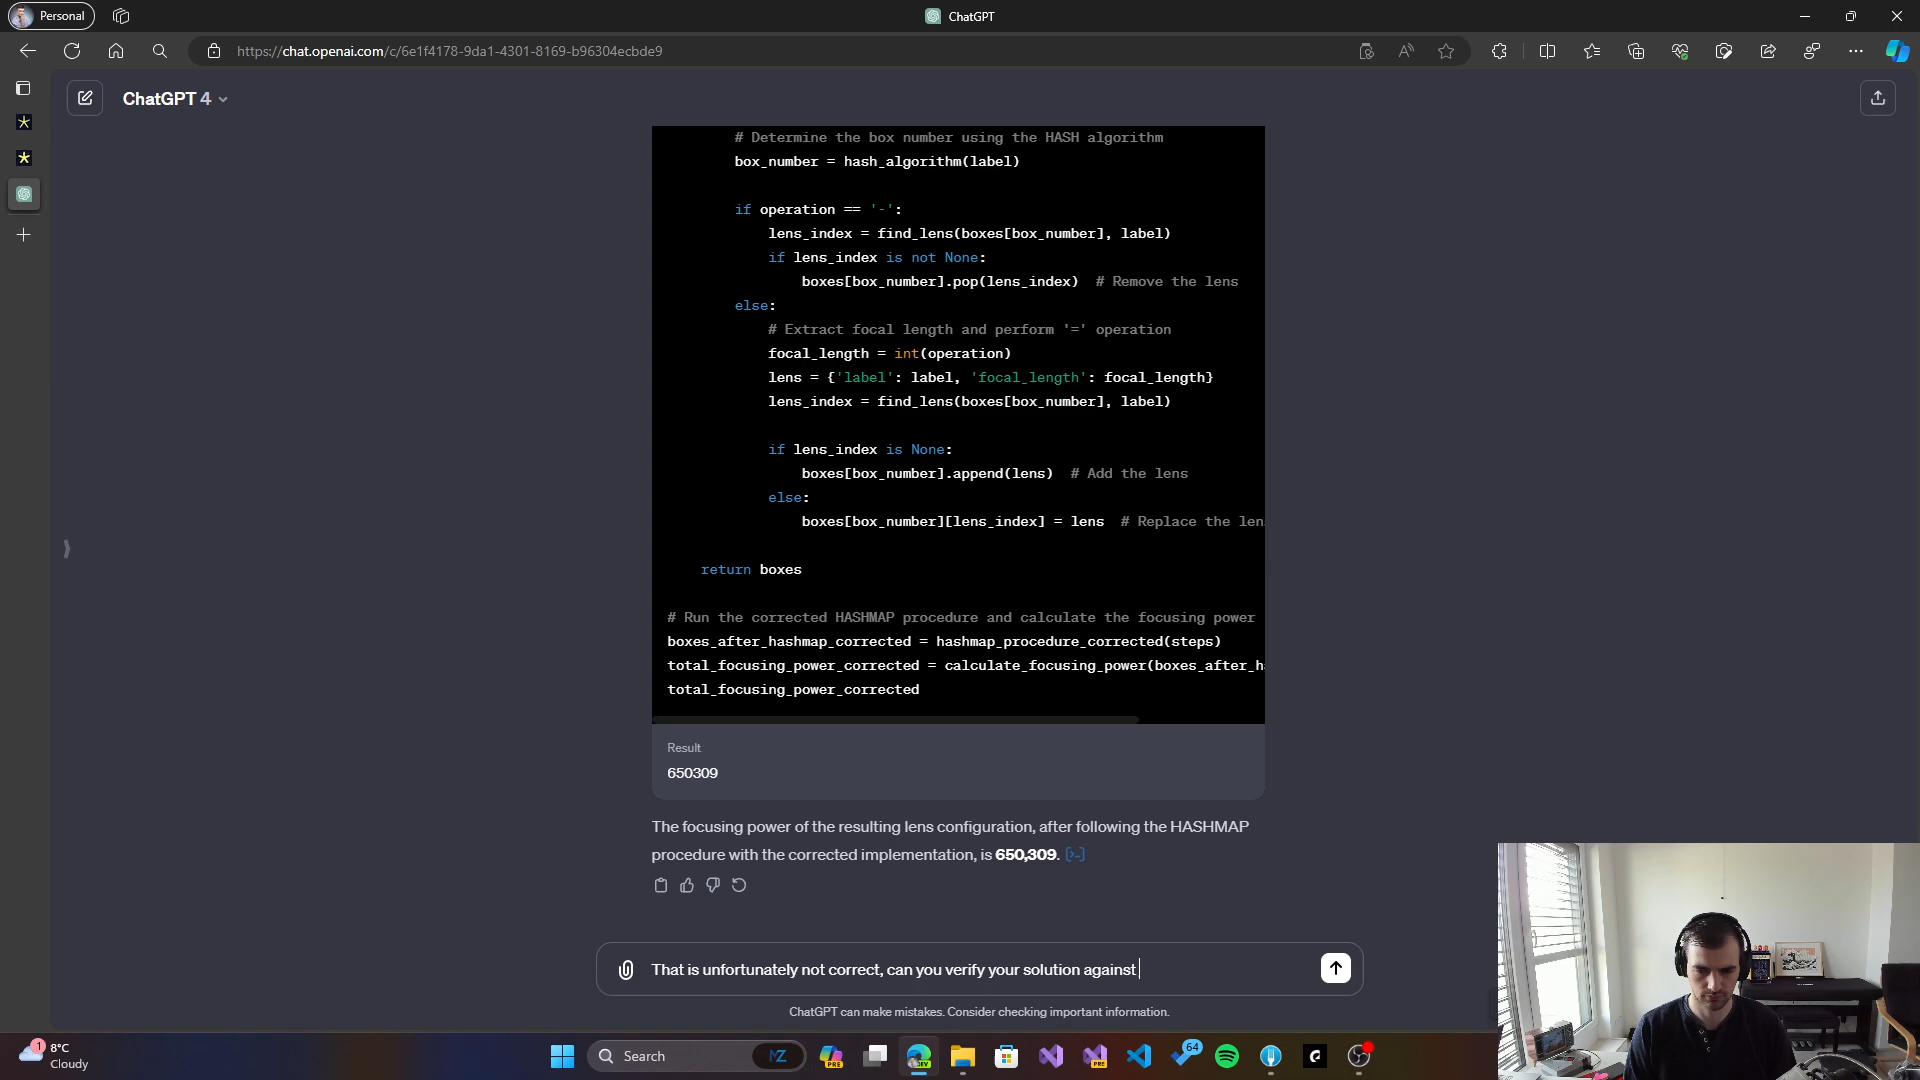 Personal
ChatGPT
https://chat.openai.com/c/6e1f4178-9da1-4301-8169-b96304ecbde9
ChatGPT 4
# Determine the box number using the HASH algorithm
box_number = hash_algorithm(label)
if operation == '-':
lens_index = find_lens(boxes[box_number], label)
if lens_index is not None:
boxes[box_number].pop(lens_index)  # Remove the lens
else:
# Extract focal length and perform '=' operation
focal_length = int(operation)
lens = {'label': label, 'focal_length': focal_length}
lens_index = find_lens(boxes[box_number], label)
if lens_index is None:
boxes[box_number].append(lens)  # Add the lens
else:
boxes[box_number][lens_index] = lens  # Replace the len
return boxes
# Run the corrected HASHMAP procedure and calculate the focusing power
boxes_after_hashmap_corrected = hashmap_procedure_corrected(steps)
total_focusing_power_corrected = calculate_focusing_power(boxes_after_h
total_focusing_power_corrected
Result
650309
The focusing power of the resulting lens configuration, after following the HASHMAP
procedure with the corrected implementation, is 650,309. [>-]
That is unfortunately not correct, can you verify your solution against
ChatGPT can make mistakes. Consider checking important information.
1
8°C
Cloudy
Search
PRE
DEV
PRE
64